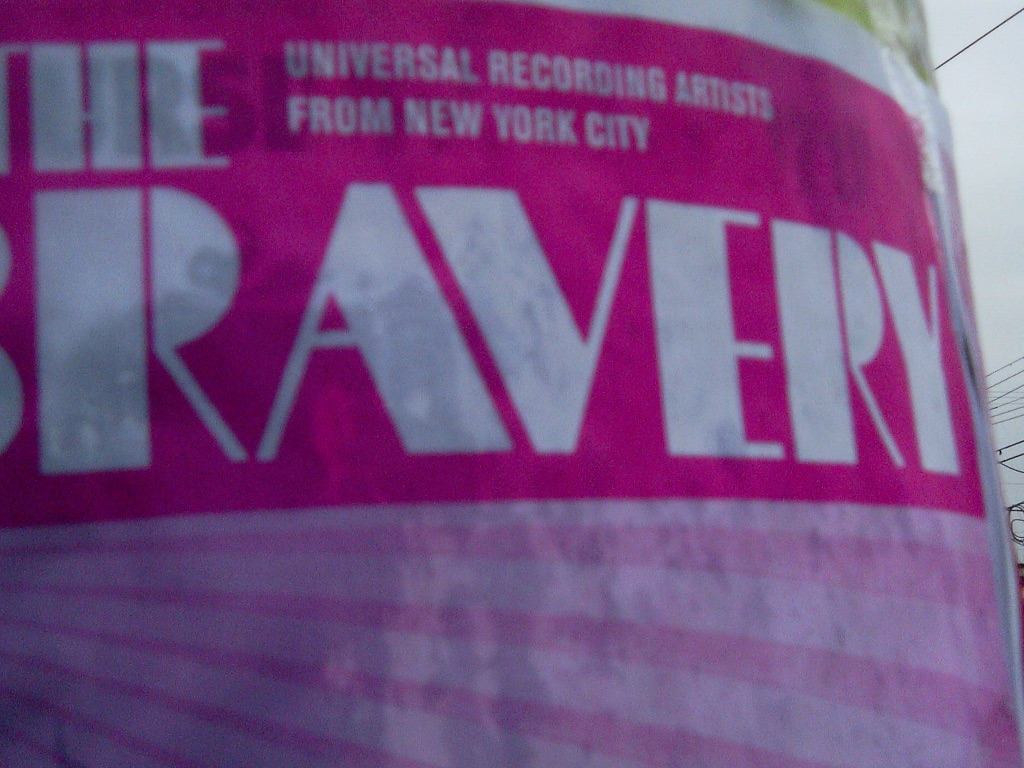 THE
UNIVERSAL RECORDING ARTISTS
FROM NEW YORK CITY
BRAVERY